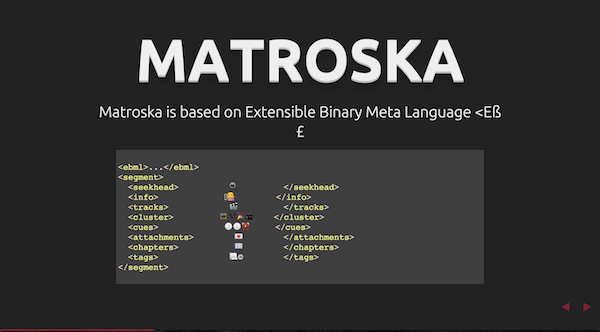 MATROSKA
Matroska is based on Extensible Binary Meta Language <Eß
£
<ebml>...</ebml>
<segment>
<seekhead> </seekhead>
<info> </info>
<tracks> </tracks>
<cluster> </cluster>
<cues> </cues>
<attachments> </attachments>
<chapters> </chapters>
<tags> </tags>
</segment>